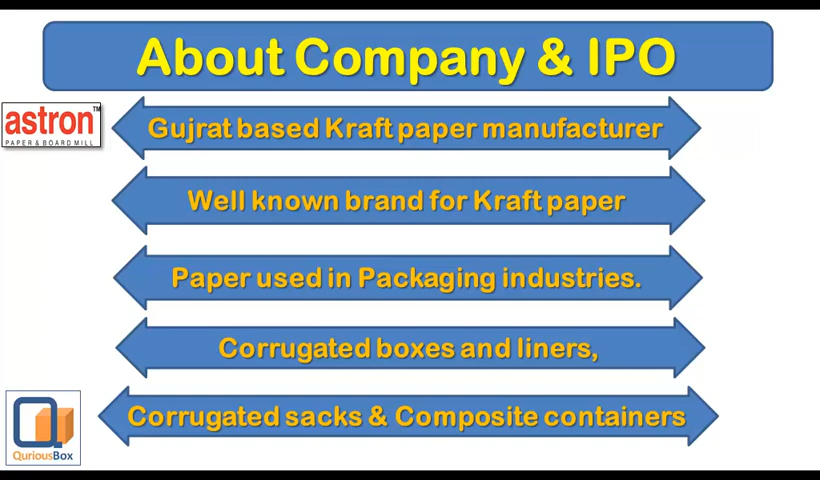 About Company & IPO
astron™
PAPER & BOARD MILL
Gujrat based Kraft paper manufacturer
Well known brand for Kraft paper
Paper used in Packaging industries.
Corrugated boxes and liners,
Corrugated sacks & Composite containers
QuriousBox